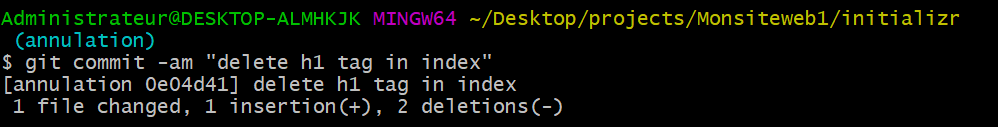 Administrateur@DESKTOP-ALMHKJK MINGW64 ~/Desktop/projects/Monsiteweb1/initializr
(annulation)
$ git commit -am "delete h1 tag in index"
[annulation 0e04d41] delete h1 tag in index
1 file changed, 1 insertion(+), 2 deletions(-)